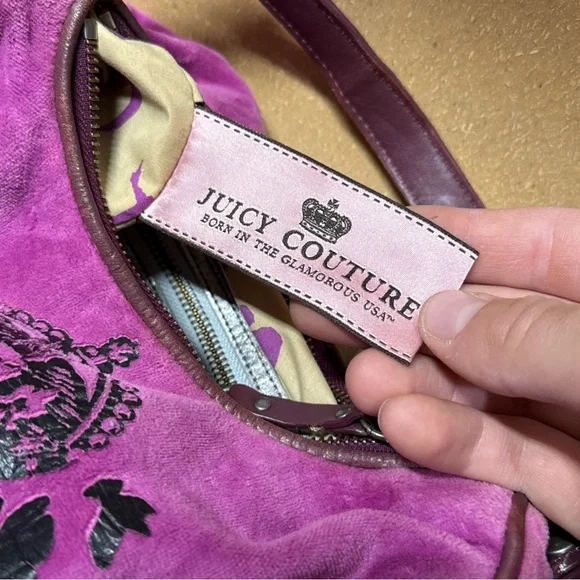 JUICY COUTURE
BORN IN THE GLAMOROUS USA™